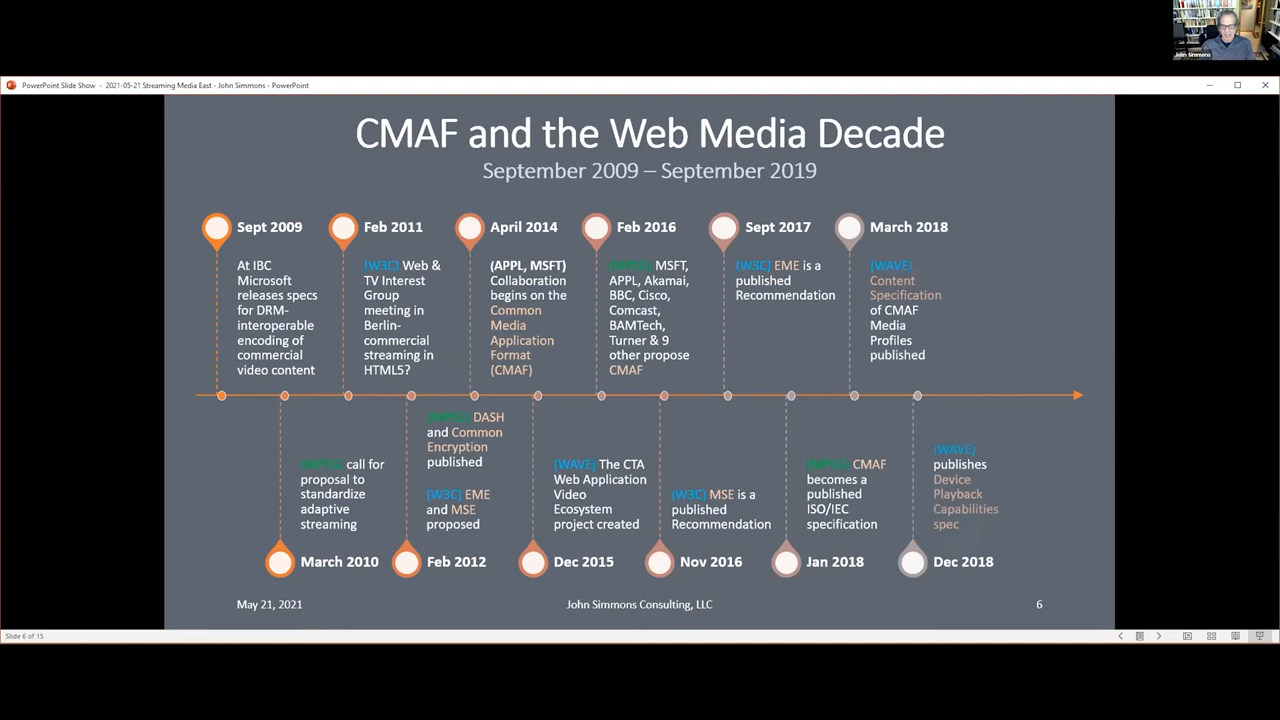 John Simmons
PowerPoint Slide Show - 2021-05-21 Streaming Media East - John Simmons - PowerPoint
CMAF and the Web Media Decade
September 2009 – September 2019
Sept 2009
At IBC
Microsoft
releases specs
for DRM-
interoperable
encoding of
commercial
video content
Feb 2011
(W3C) Web &
TV Interest
Group
meeting in
Berlin-
commercial
streaming in
HTML5?
April 2014
(APPL, MSFT)
Collaboration
begins on the
Common
Media
Application
Format
(CMAF)
Feb 2016
(MPEG) MSFT,
APPL, Akamai,
BBC, Cisco,
Comcast,
BAMTech,
Turner & 9
other propose
CMAF
Sept 2017
(W3C) EME is a
published
Recommendation
March 2018
(WAVE)
Content
Specification
of CMAF
Media
Profiles
published
(MPEG) call for
proposal to
standardize
adaptive
streaming
March 2010
(MPEG) DASH
and Common
Encryption
published
(W3C) EME
and MSE
proposed
Feb 2012
(WAVE) The CTA
Web Application
Video
Ecosystem
project created
Dec 2015
(W3C) MSE is a
published
Recommendation
Nov 2016
(MPEG) CMAF
becomes a
published
ISO/IEC
specification
Jan 2018
(WAVE)
publishes
Device
Playback
Capabilities
spec
Dec 2018
May 21, 2021
John Simmons Consulting, LLC
6
Slide 6 of 15